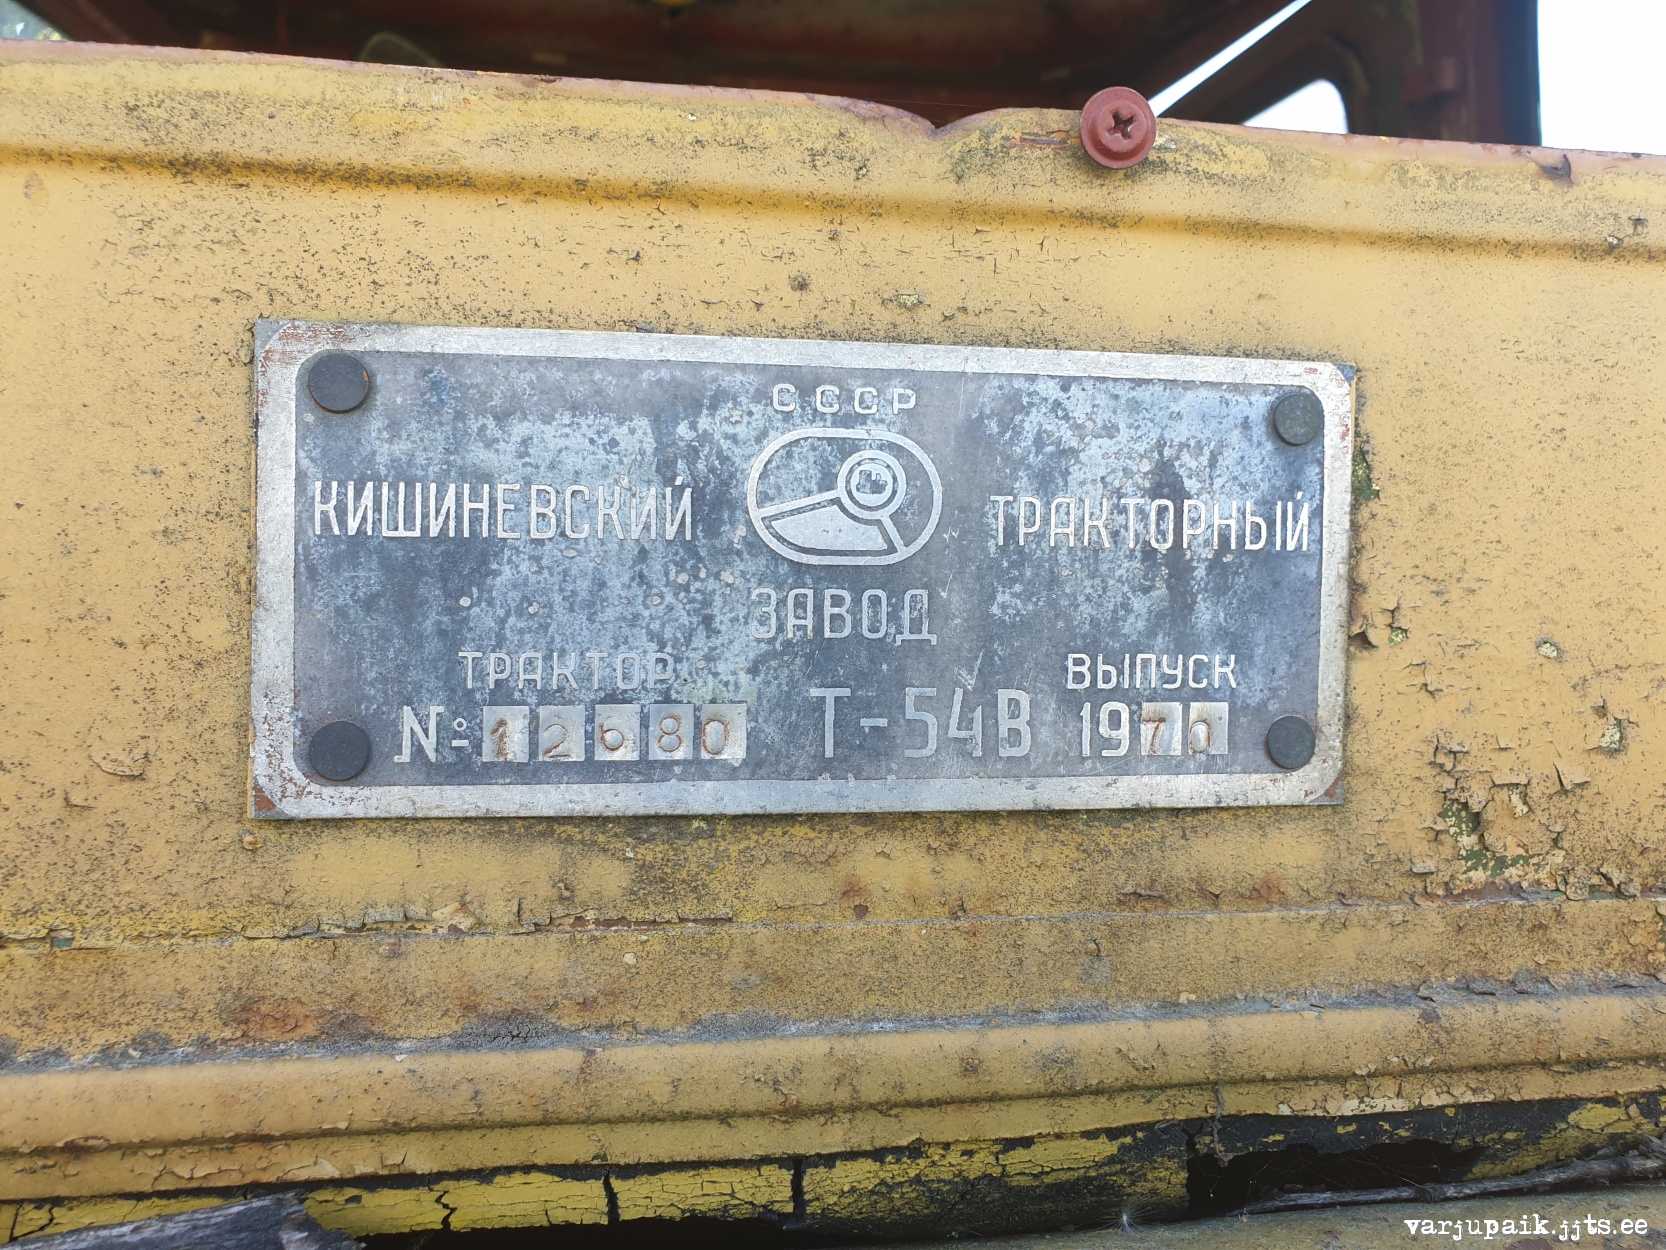 СССР
КИШИНЕВСКИЙ ТРАКТОРНЫЙ
ЗАВОД
ТРАКТОР ВЫПУСК
№ 12680 Т-54В 1970
varjupaik.jjts.ee